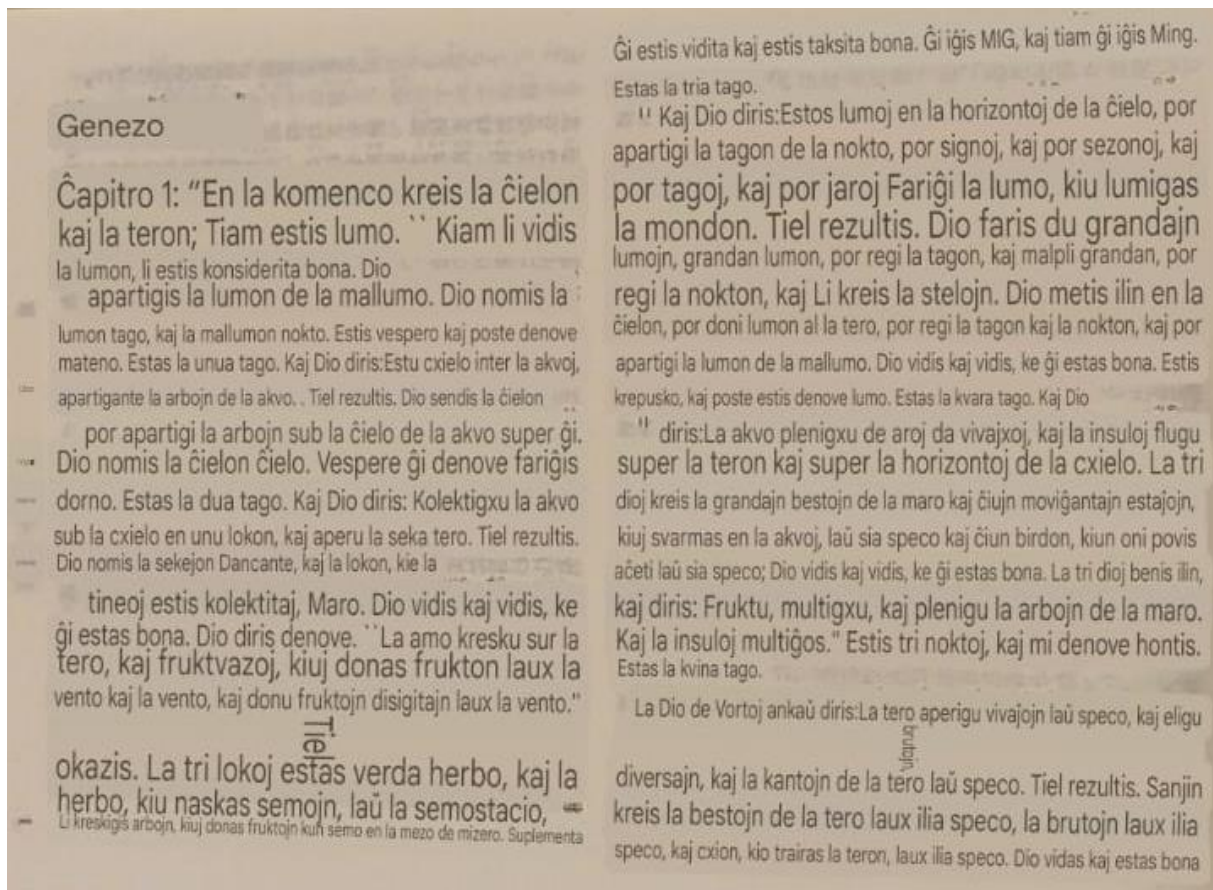 Genezo
Ĉapitro 1: "En la komenco kreis la ĉielon
kaj la teron; Tiam estis lumo. `` Kiam li vidis
la lumon, li estis konsiderita bona. Dio
apartigis la lumon de la mallumo. Dio nomis la
lumon tago, kaj la mallumon nokto. Estis vespero kaj poste denove
mateno. Estas la unua tago. Kaj Dio diris:Estu cxielo inter la akvoj,
apartigante la arbojn de la akvo. . Tiel rezultis. Dio sendis la ĉielon
por apartigi la arbojn sub la ĉielo de la akvo super ĝi.
Dio nomis la ĉielon ĉielo. Vespere ĝi denove fariĝis
dorno. Estas la dua tago. Kaj Dio diris: Kolektigxu la akvo
sub la cxielo en unu lokon, kaj aperu la seka tero. Tiel rezultis.
Dio nomis la sekejon Dancante, kaj la lokon, kie la
tineoj estis kolektitaj, Maro. Dio vidis kaj vidis, ke
ĝi estas bona. Dio diris denove. ``La amo kresku sur la
tero, kaj fruktvazoj, kiuj donas frukton laux la
vento kaj la vento, kaj donu fruktojn disigitajn laux la vento."
Tiel
okazis. La tri lokoj estas verda herbo, kaj la
herbo, kiu naskas semojn, laŭ la semostacio,
Li kreskigis arbojn, kiuj donas fruktojn kun semo en la mezo de mizero. Suplementa
Ĝi estis vidita kaj estis taksita bona. Ĝi iĝis MIG, kaj tiam ĝi iĝis Ming.
Estas la tria tago.
" Kaj Dio diris:Estos lumoj en la horizontoj de la ĉielo, por
apartigi la tagon de la nokto, por signoj, kaj por sezonoj, kaj
por tagoj, kaj por jaroj Fariĝi la lumo, kiu lumigas
la mondon. Tiel rezultis. Dio faris du grandajn
lumojn, grandan lumon, por regi la tagon, kaj malpli grandan, por
regi la nokton, kaj Li kreis la stelojn. Dio metis ilin en la
ĉielon, por doni lumon al la tero, por regi la tagon kaj la nokton, kaj por
apartigi la lumon de la mallumo. Dio vidis kaj vidis, ke ĝi estas bona. Estis
krepusko, kaj poste estis denove lumo. Estas la kvara tago. Kaj Dio
" diris:La akvo plenigxu de aroj da vivajxoj, kaj la insuloj flugu
super la teron kaj super la horizontoj de la cxielo. La tri
dioj kreis la grandajn bestojn de la maro kaj ĉiujn moviĝantajn estaĵojn,
kiuj svarmas en la akvoj, laŭ sia speco kaj ĉiun birdon, kiun oni povis
aĉeti laŭ sia speco; Dio vidis kaj vidis, ke ĝi estas bona. La tri dioj benis ilin,
kaj diris: Fruktu, multigxu, kaj plenigu la arbojn de la maro.
Kaj la insuloj multiĝos." Estis tri noktoj, kaj mi denove hontis.
Estas la kvina tago.
La Dio de Vortoj ankaŭ diris:La tero aperigu vivaĵojn laŭ speco, kaj eligu
brutojn,
diversajn, kaj la kantojn de la tero laŭ speco. Tiel rezultis. Sanjin
kreis la bestojn de la tero laux ilia speco, la brutojn laux ilia
speco, kaj cxion, kio trairas la teron, laux ilia speco. Dio vidas kaj estas bona